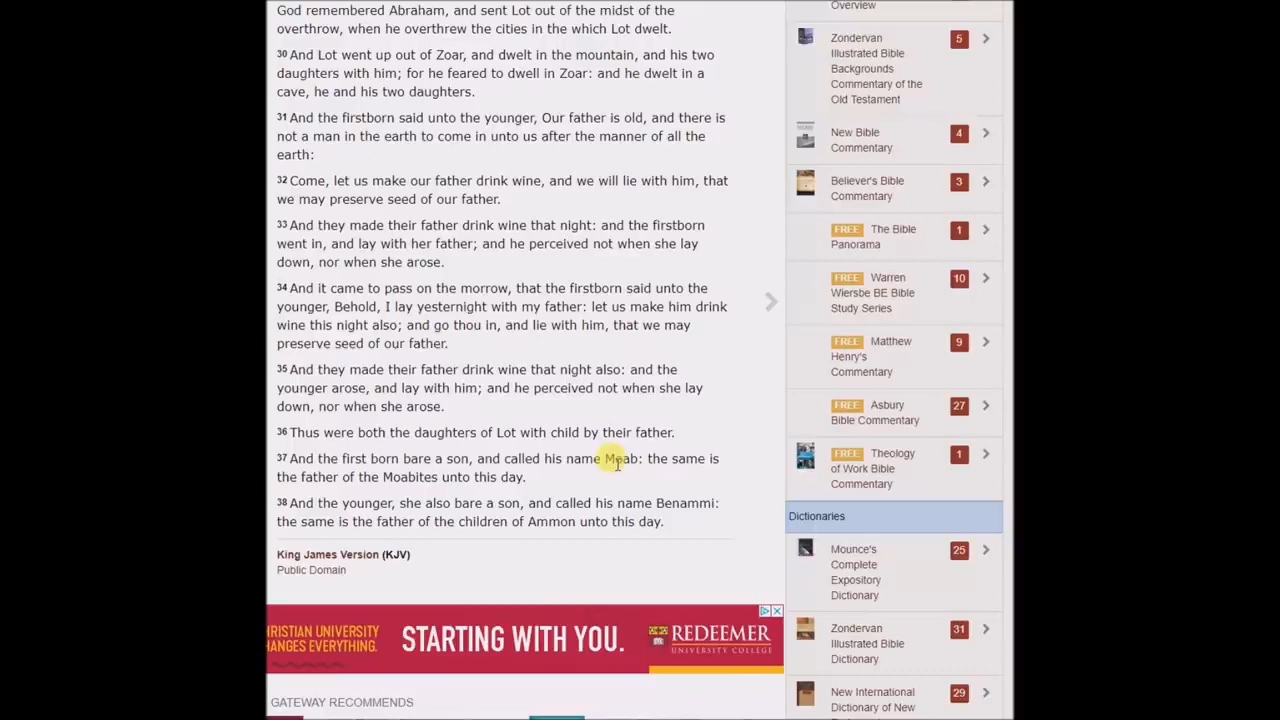 God remembered Abraham, and sent Lot out of the midst of the
overthrow, when he overthrew the cities in the which Lot dwelt.
30 And Lot went up out of Zoar, and dwelt in the mountain, and his two
daughters with him; for he feared to dwell in Zoar: and he dwelt in a
cave, he and his two daughters.
31 And the firstborn said unto the younger, Our father is old, and there is
not a man in the earth to come in unto us after the manner of all the
earth:
32 Come, let us make our father drink wine, and we will lie with him, that
we may preserve seed of our father.
33 And they made their father drink wine that night: and the firstborn
went in, and lay with her father; and he perceived not when she lay
down, nor when she arose.
34 And it came to pass on the morrow, that the firstborn said unto the
younger, Behold, I lay yesternight with my father: let us make him drink
wine this night also; and go thou in, and lie with him, that we may
preserve seed of our father.
35 And they made their father drink wine that night also: and the
younger arose, and lay with him; and he perceived not when she lay
down, nor when she arose.
36 Thus were both the daughters of Lot with child by their father.
37 And the first born bare a son, and called his name Moab: the same is
the father of the Moabites unto this day.
38 And the younger, she also bare a son, and called his name Benammi:
the same is the father of the children of Ammon unto this day.
King James Version (KJV)
Public Domain
HRISTIAN UNIVERSITY
HANGES EVERYTHING.
STARTING WITH YOU.
REDEEMER
UNIVERSITY COLLEGE
GATEWAY RECOMMENDS
Overview
Zondervan 5
Illustrated Bible
Backgrounds
Commentary of the
Old Testament
New Bible 4
Commentary
Believer's Bible 3
Commentary
FREE The Bible 1
Panorama
FREE Warren 10
Wiersbe BE Bible
Study Series
FREE Matthew 9
Henry's
Commentary
FREE Asbury 27
Bible Commentary
FREE Theology 1
of Work Bible
Commentary
Dictionaries
Mounce's 25
Complete
Expository
Dictionary
Zondervan 31
Illustrated Bible
Dictionary
New International 29
Dictionary of New